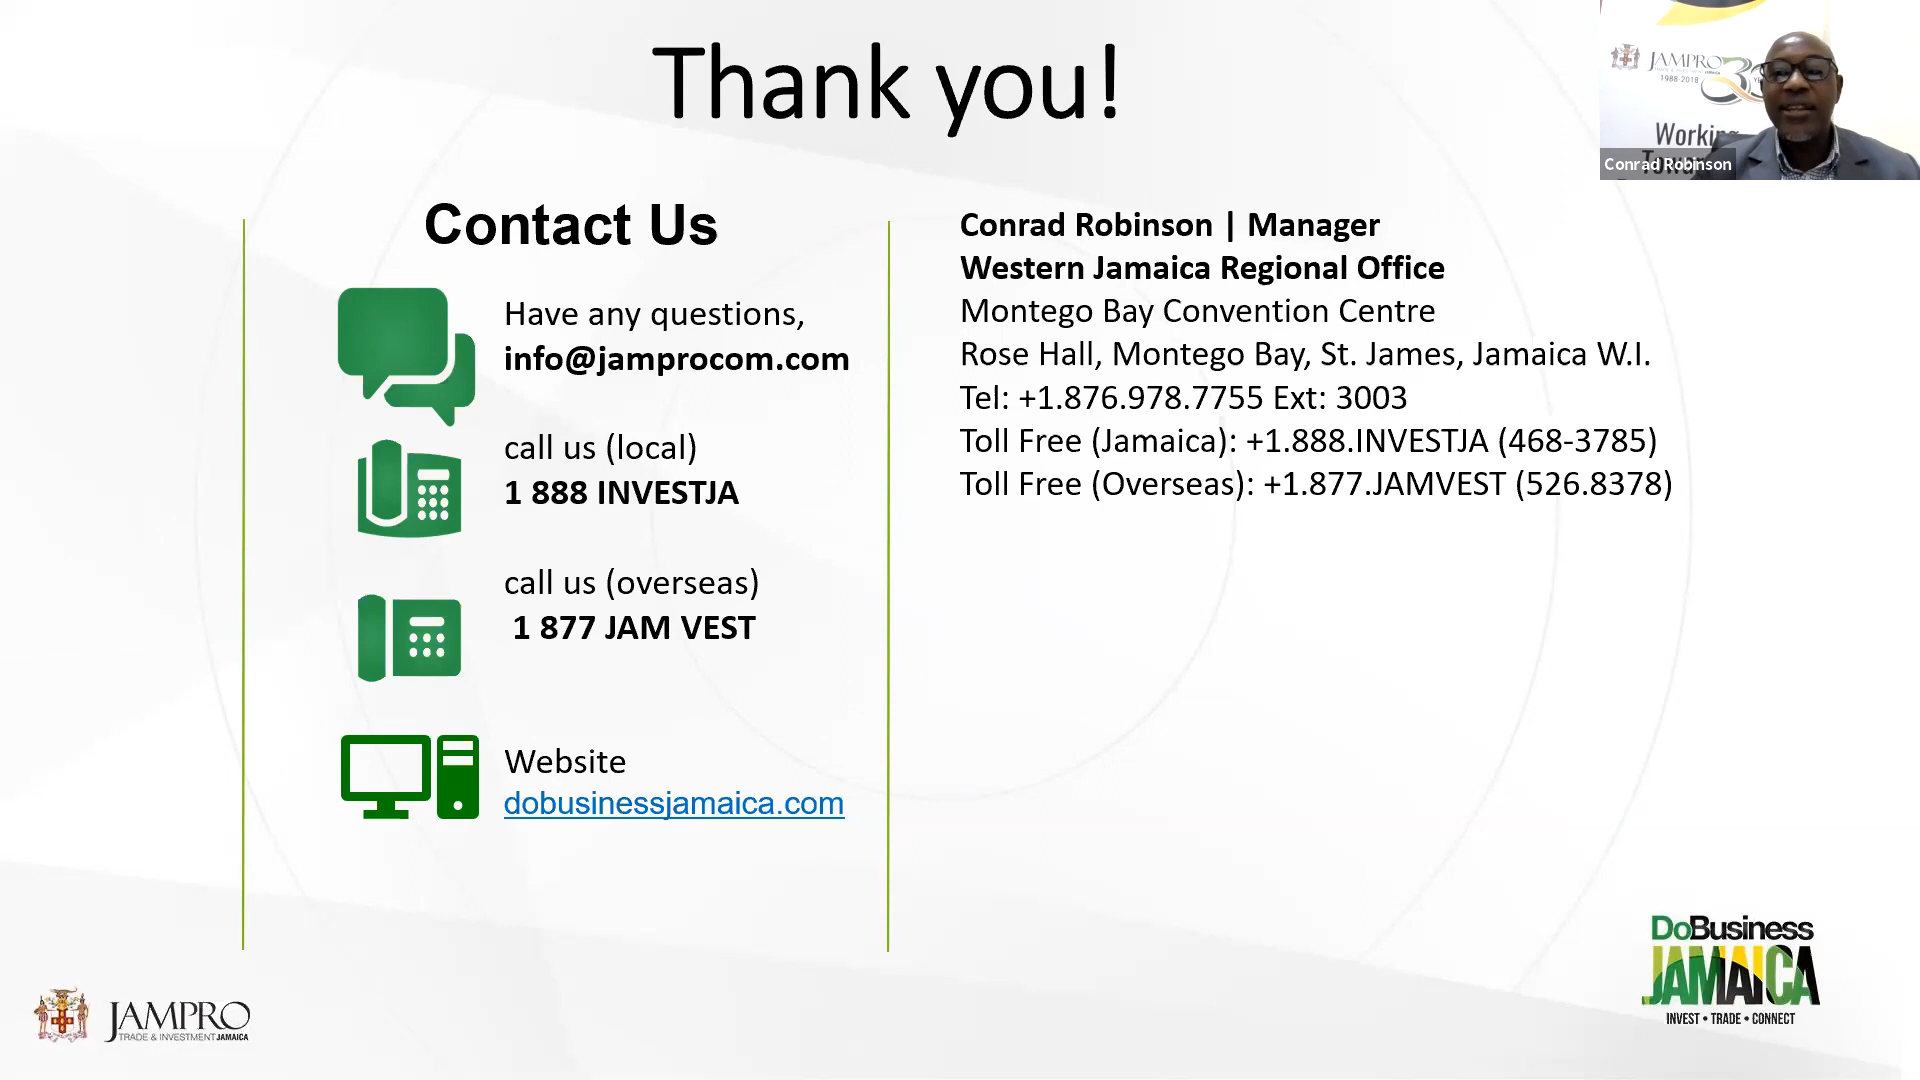 Thank you!
JAMPRO
TRADE & INVESTMENT JAMAICA
1988-2018
Conrad Robinson
Contact Us
Have any questions,
info@jamprocom.com
call us (local)
1 888 INVESTJA
call us (overseas)
1 877 JAM VEST
Website
dobusinessjamaica.com
Conrad Robinson | Manager
Western Jamaica Regional Office
Montego Bay Convention Centre
Rose Hall, Montego Bay, St. James, Jamaica W.I.
Tel: +1.876.978.7755 Ext: 3003
Toll Free (Jamaica): +1.888.INVESTJA (468-3785)
Toll Free (Overseas): +1.877.JAMVEST (526.8378)
JAMPRO
TRADE & INVESTMENT JAMAICA
DoBusiness
JAMAICA
INVEST • TRADE • CONNECT